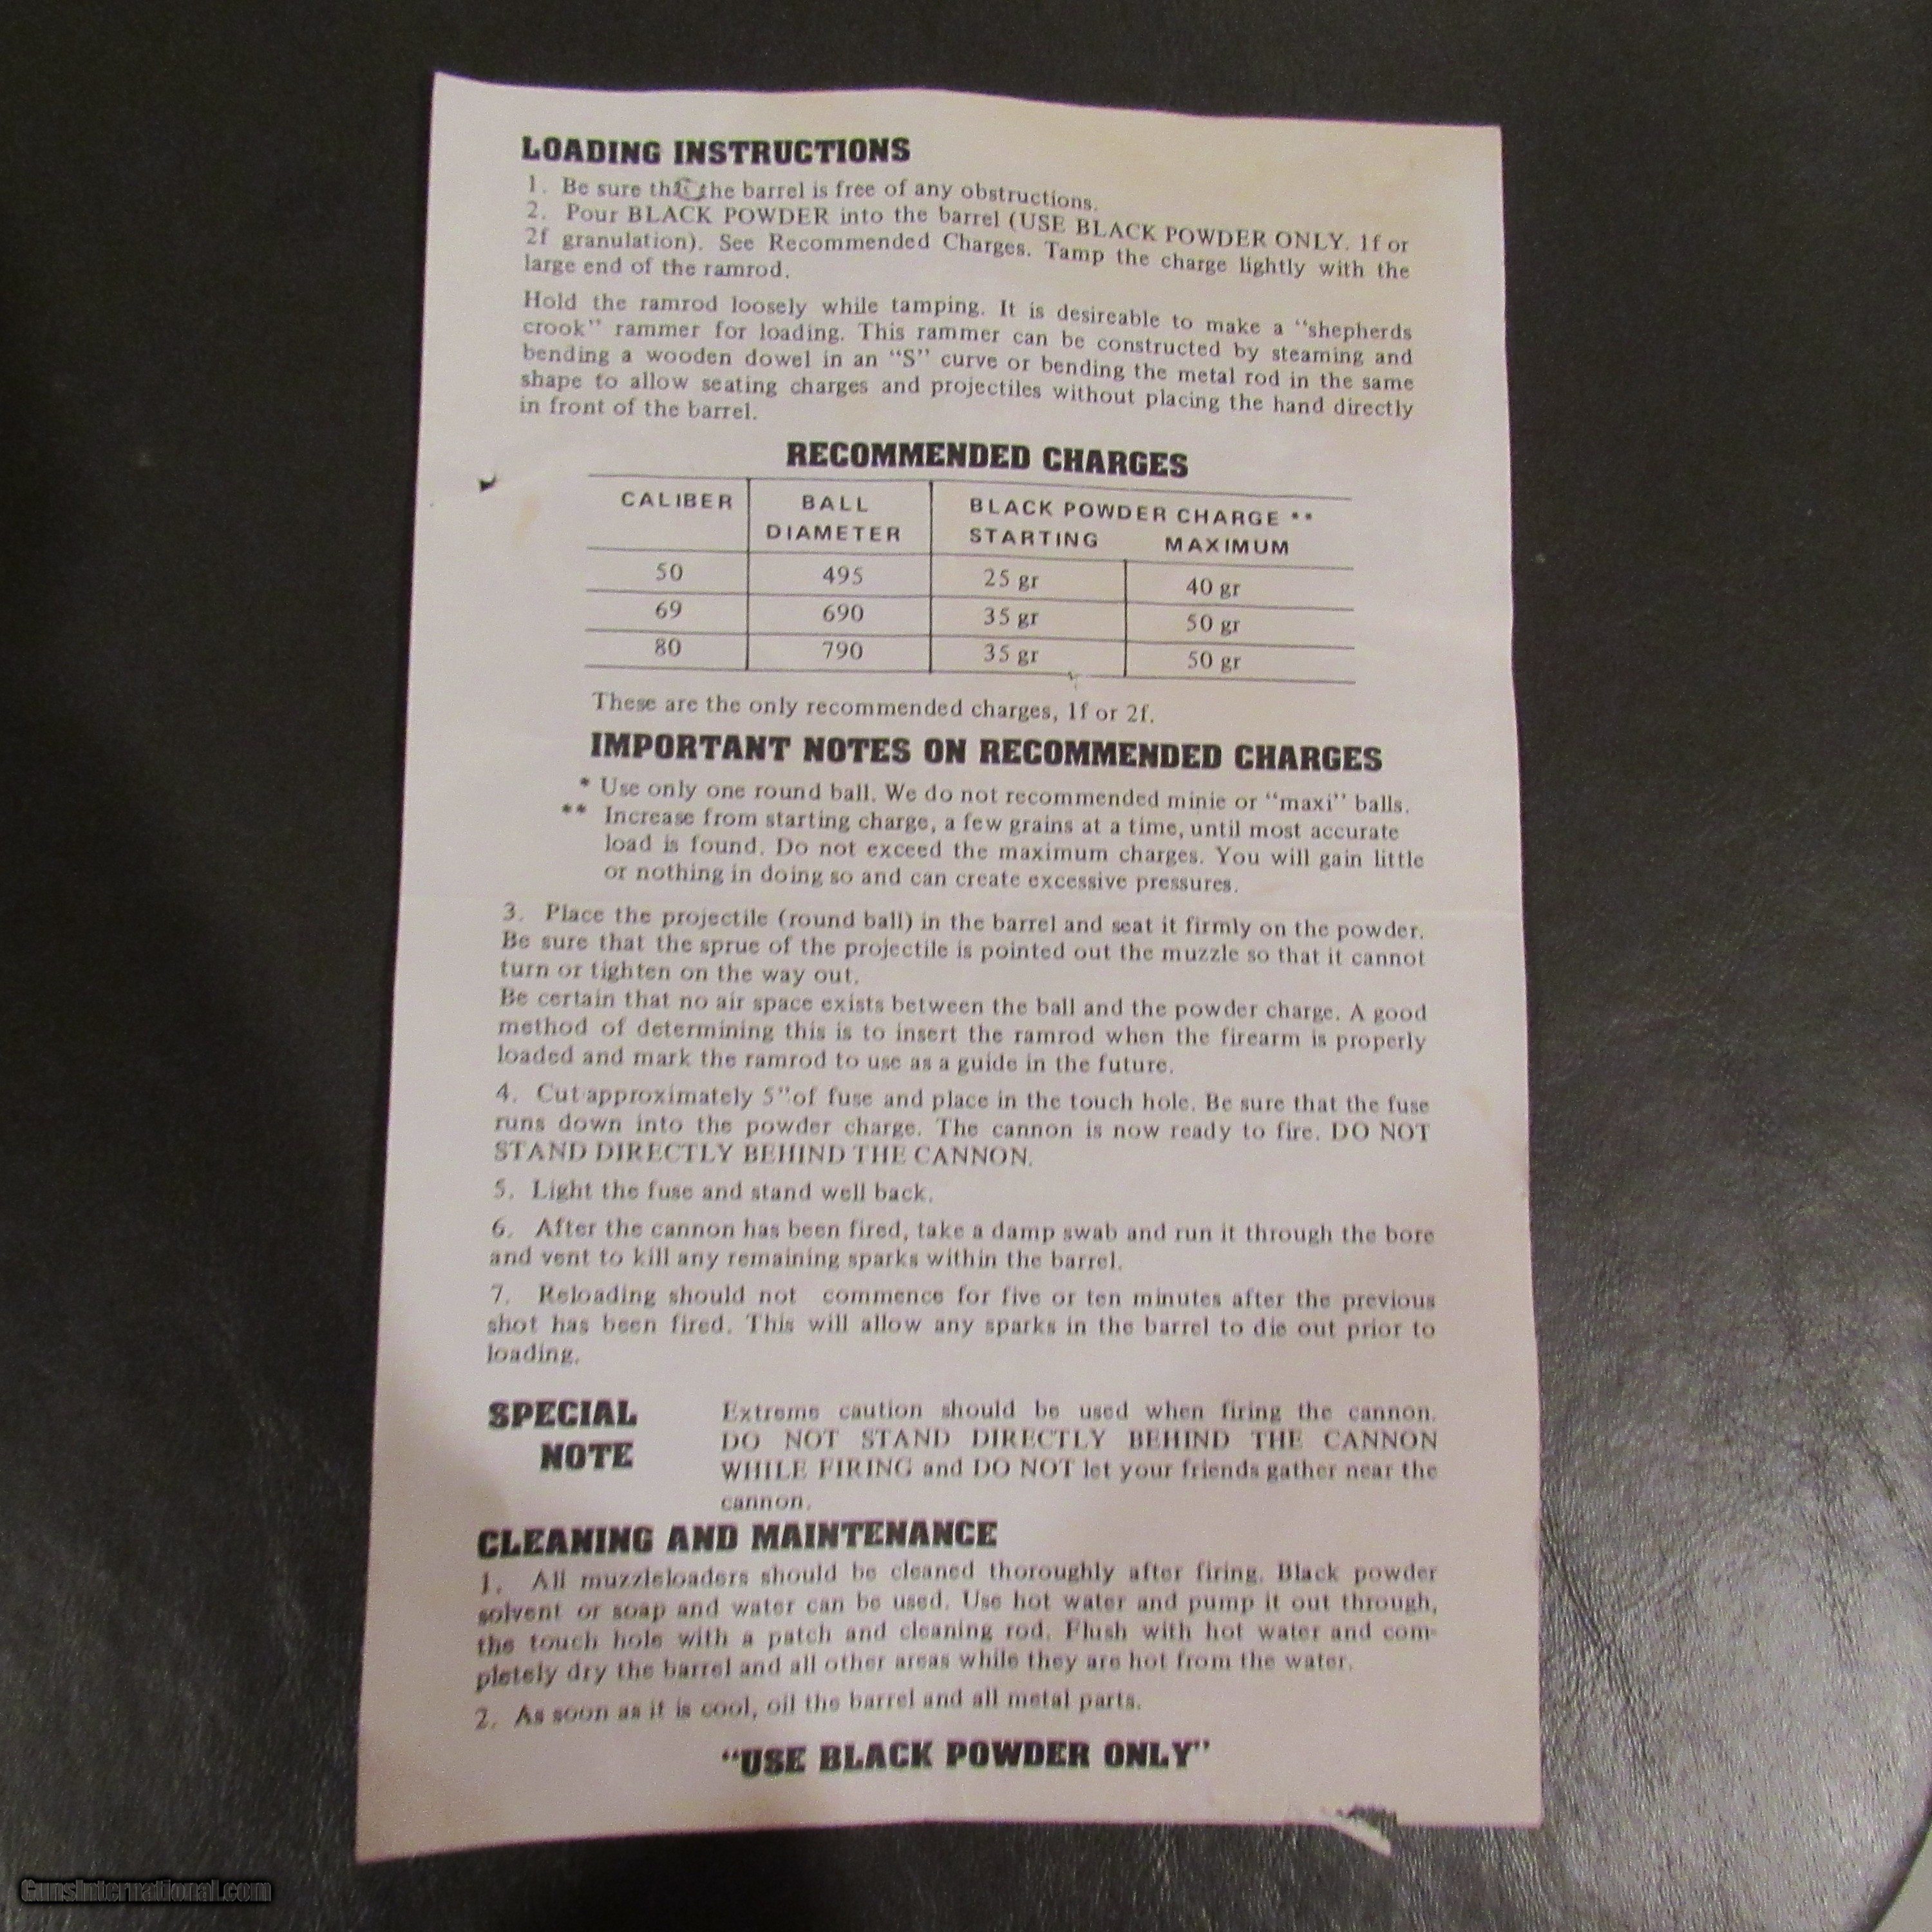 LOADING INSTRUCTIONS
1. Be sure that the barrel is free of any obstructions.
2. Pour BLACK POWDER into the barrel (USE BLACK POWDER ONLY. 1f or
2f granulation). See Recommended Charges. Tamp the charge lightly with the
large end of the ramrod.
Hold the ramrod loosely while tamping. It is desireable to make a "shepherds
crook" rammer for loading. This rammer can be constructed by steaming and
bending a wooden dowel in an "S" curve or bending the metal rod in the same
shape to allow seating charges and projectiles without placing the hand directly
in front of the barrel.
RECOMMENDED CHARGES
CALIBER BALL BLACK POWDER CHARGE **
DIAMETER STARTING MAXIMUM
50 495 25 gr 40 gr
69 690 35 gr 50 gr
80 790 35 gr 50 gr
These are the only recommended charges, 1f or 2f.
IMPORTANT NOTES ON RECOMMENDED CHARGES
* Use only one round ball. We do not recommended minie or "maxi" balls.
** Increase from starting charge, a few grains at a time, until most accurate
load is found. Do not exceed the maximum charges. You will gain little
or nothing in doing so and can create excessive pressures.
3. Place the projectile (round ball) in the barrel and seat it firmly on the powder.
Be sure that the sprue of the projectile is pointed out the muzzle so that it cannot
turn or tighten on the way out.
Be certain that no air space exists between the ball and the powder charge. A good
method of determining this is to insert the ramrod when the firearm is properly
loaded and mark the ramrod to use as a guide in the future.
4. Cut approximately 5" of fuse and place in the touch hole. Be sure that the fuse
runs down into the powder charge. The cannon is now ready to fire. DO NOT
STAND DIRECTLY BEHIND THE CANNON.
5. Light the fuse and stand well back.
6. After the cannon has been fired, take a damp swab and run it through the bore
and vent to kill any remaining sparks within the barrel.
7. Reloading should not commence for five or ten minutes after the previous
shot has been fired. This will allow any sparks in the barrel to die out prior to
loading.
SPECIAL NOTE
Extreme caution should be used when firing the cannon.
DO NOT STAND DIRECTLY BEHIND THE CANNON
WHILE FIRING and DO NOT let your friends gather near the
cannon.
CLEANING AND MAINTENANCE
1. All muzzleloaders should be cleaned thoroughly after firing. Black powder
solvent or soap and water can be used. Use hot water and pump it out through,
the touch hole with a patch and cleaning rod. Flush with hot water and com-
pletely dry the barrel and all other areas while they are hot from the water.
2. As soon as it is cool, oil the barrel and all metal parts.
"USE BLACK POWDER ONLY"
GunsInternational.com